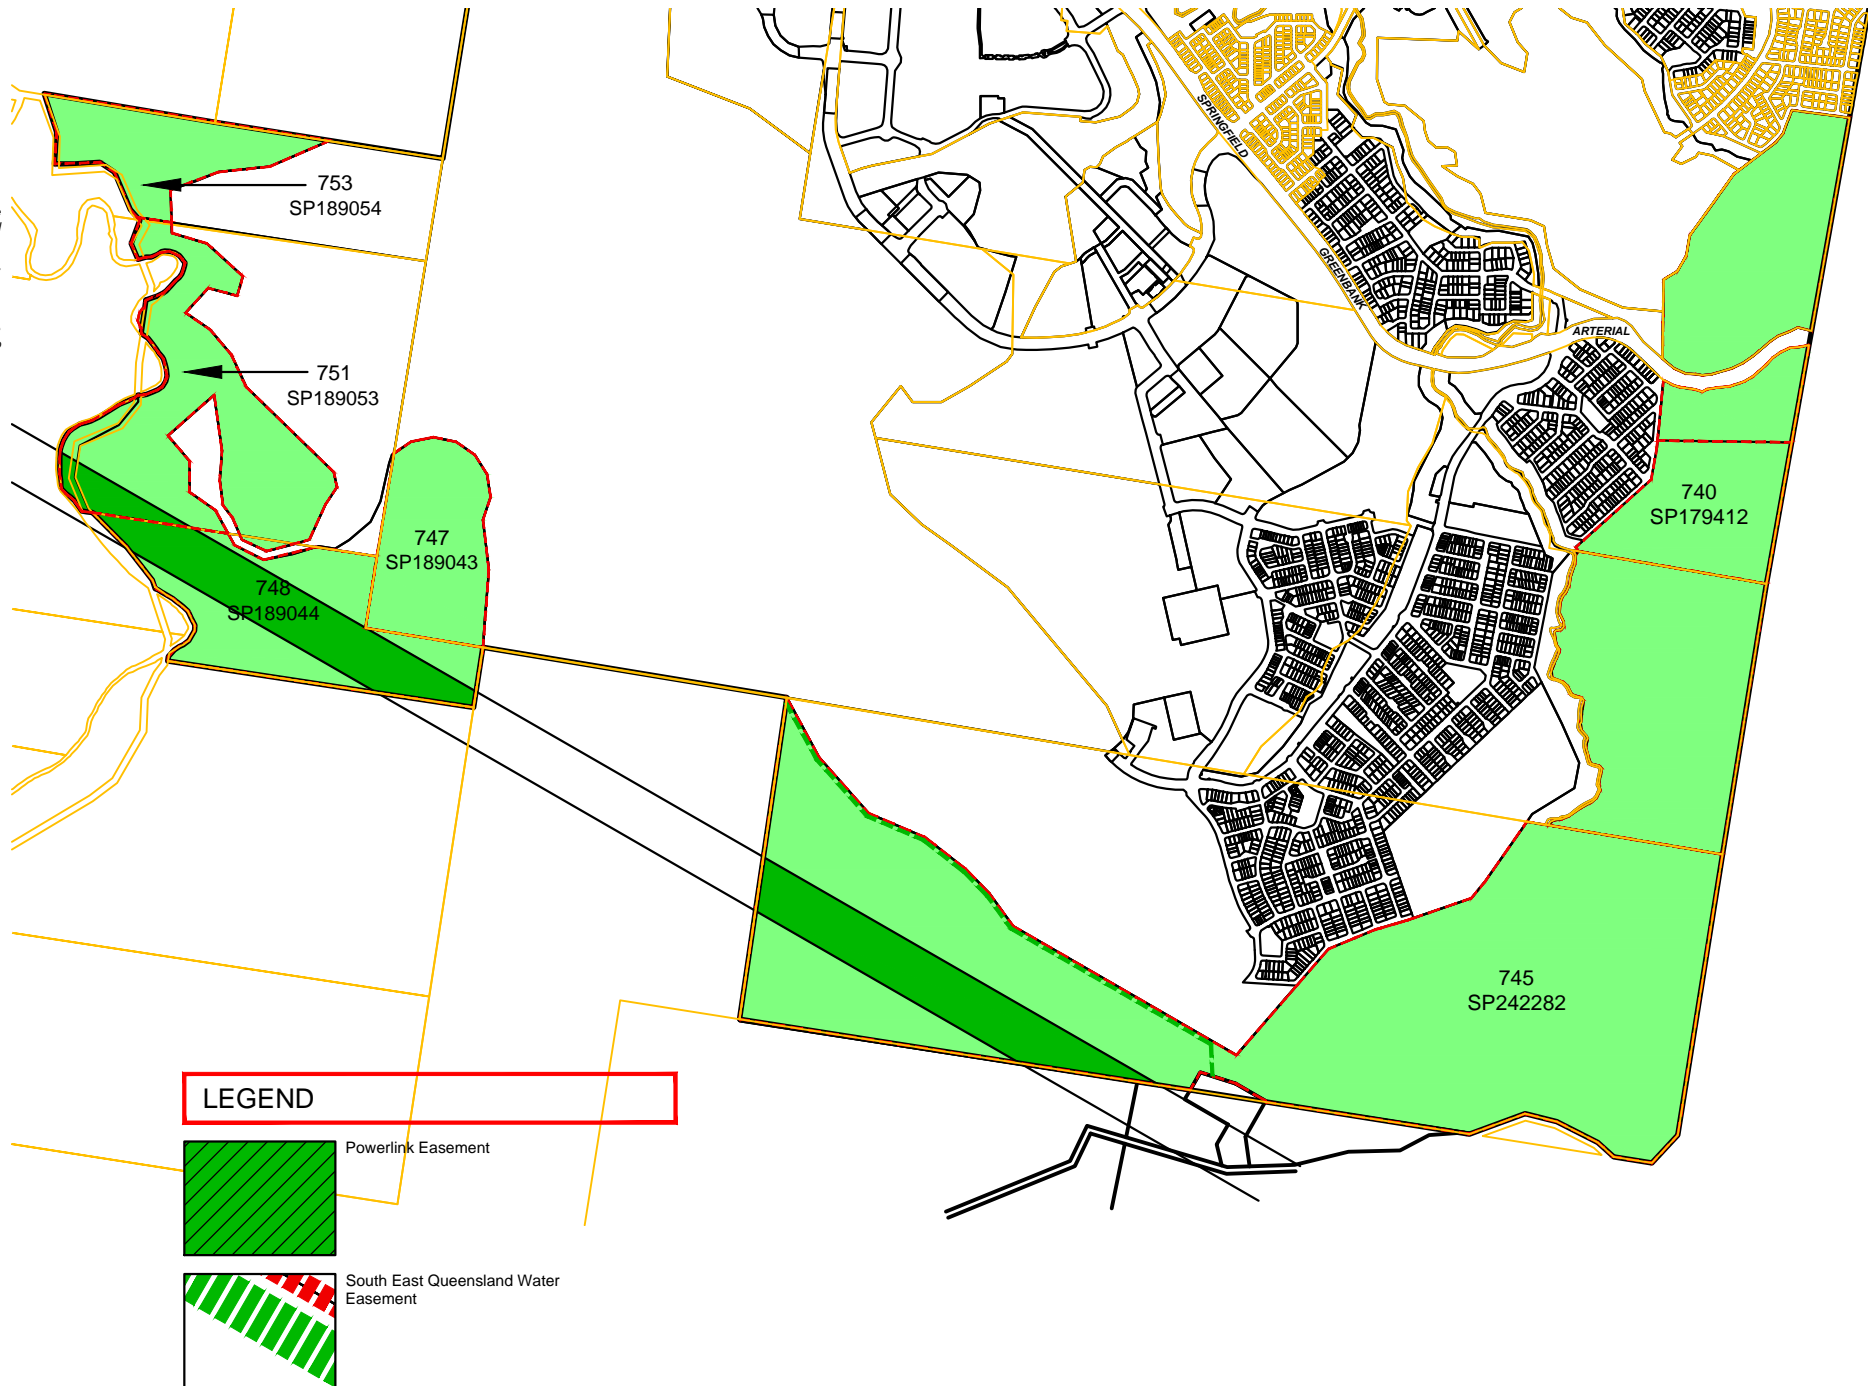 SPRINGFIELD
GREENBANK
ARTERIAL
753
SP189054
751
SP189053
747
SP189043
748
SP189044
740
SP179412
745
SP242282
LEGEND
Powerlink Easement
South East Queensland Water
Easement